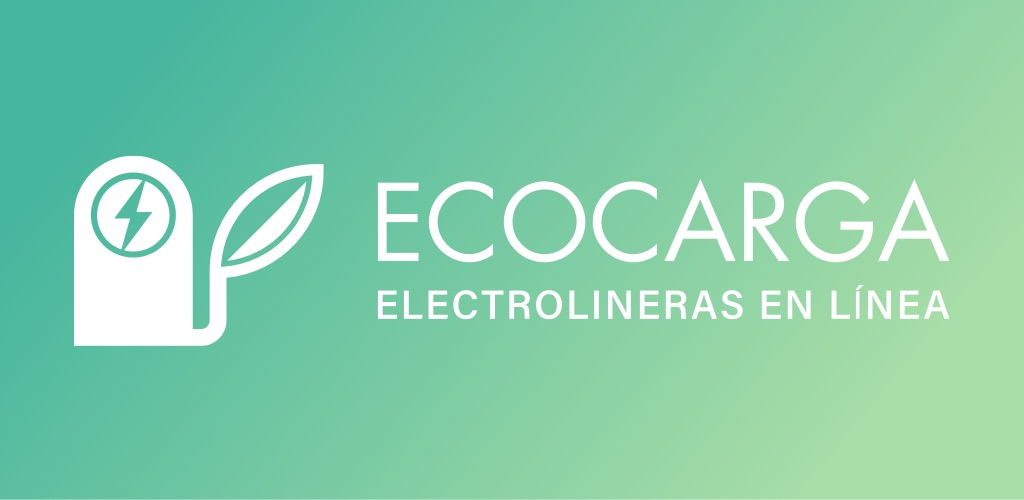 ECOCARGA
ELECTROLINERAS EN LÍNEA